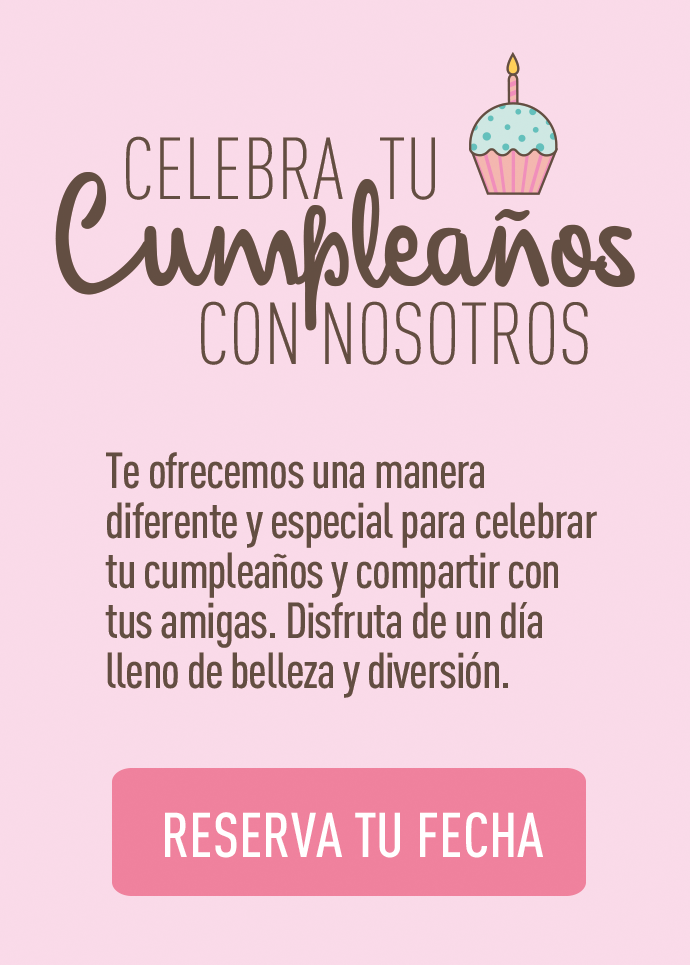 CELEBRA TU
Cumpleaños
CON NOSOTROS
Te ofrecemos una manera
diferente y especial para celebrar
tu cumpleaños y compartir con
tus amigas. Disfruta de un día
lleno de belleza y diversión.
RESERVA TU FECHA